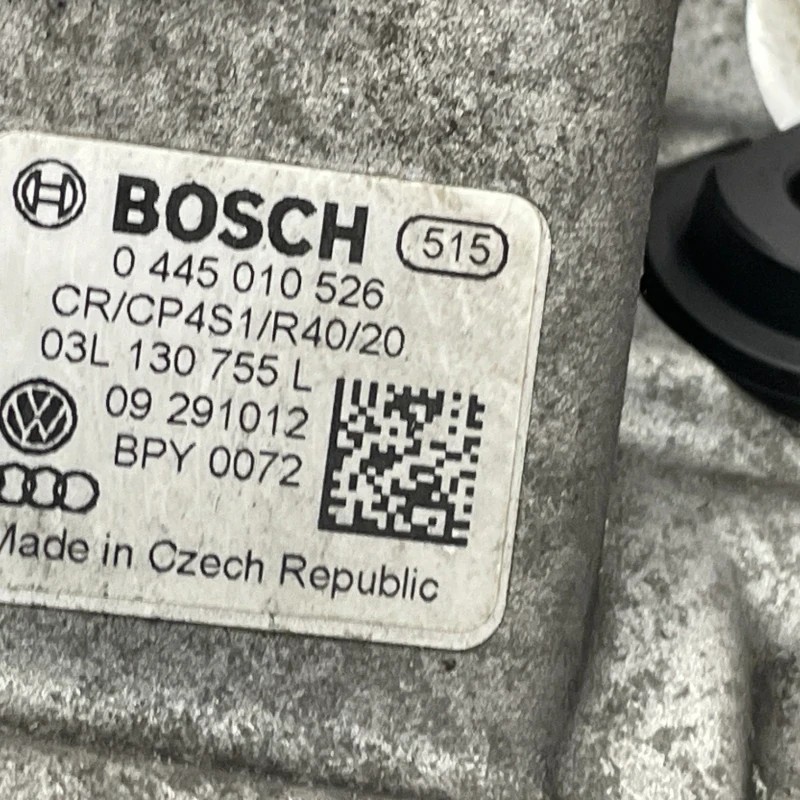 BOSCH 515
0 445 010 526
CR/CP4S1/R40/20
03L 130 755 L
09 291012
BPY 0072
Made in Czech Republic